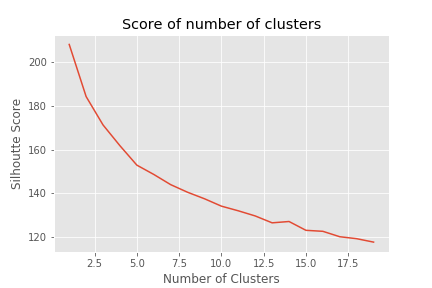 Score of number of clusters
Silhoutte Score
200
180
160
140
120
2.5 5.0 7.5 10.0 12.5 15.0 17.5
Number of Clusters